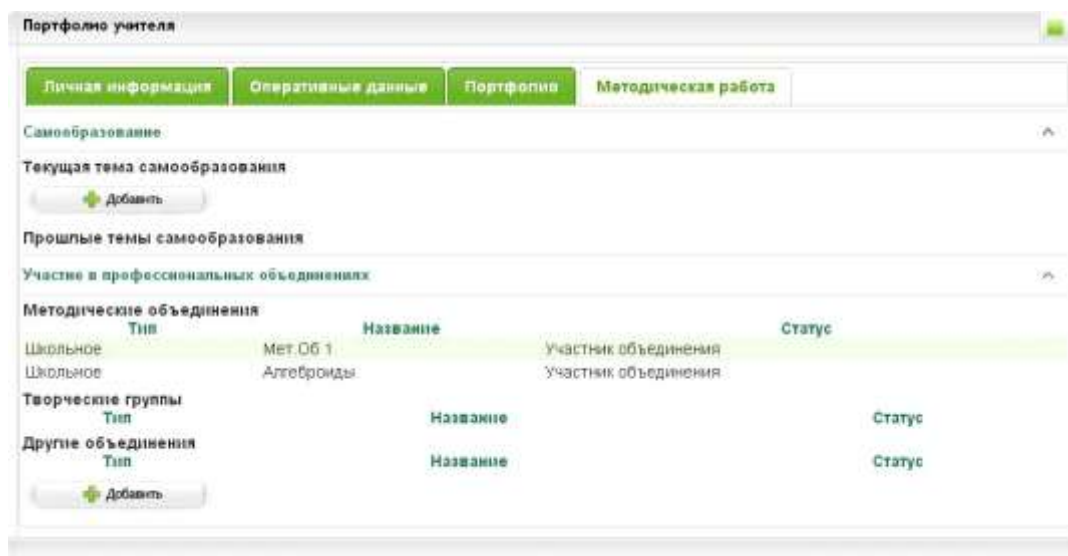 Портфолио учителя
Личная информация Оперативные данные Портфолио Методическая работа
Самообразование
Текущая тема самообразования
Добавить
Прошлые темы самообразования
Участие в профессиональных объединениях
Методические объединения
Тип Название Статус
Школьное Мет.Об 1 Участник объединения
Школьное Алгеброиды Участник объединения
Творческие группы
Тип Название Статус
Другие объединения
Тип Название Статус
Добавить